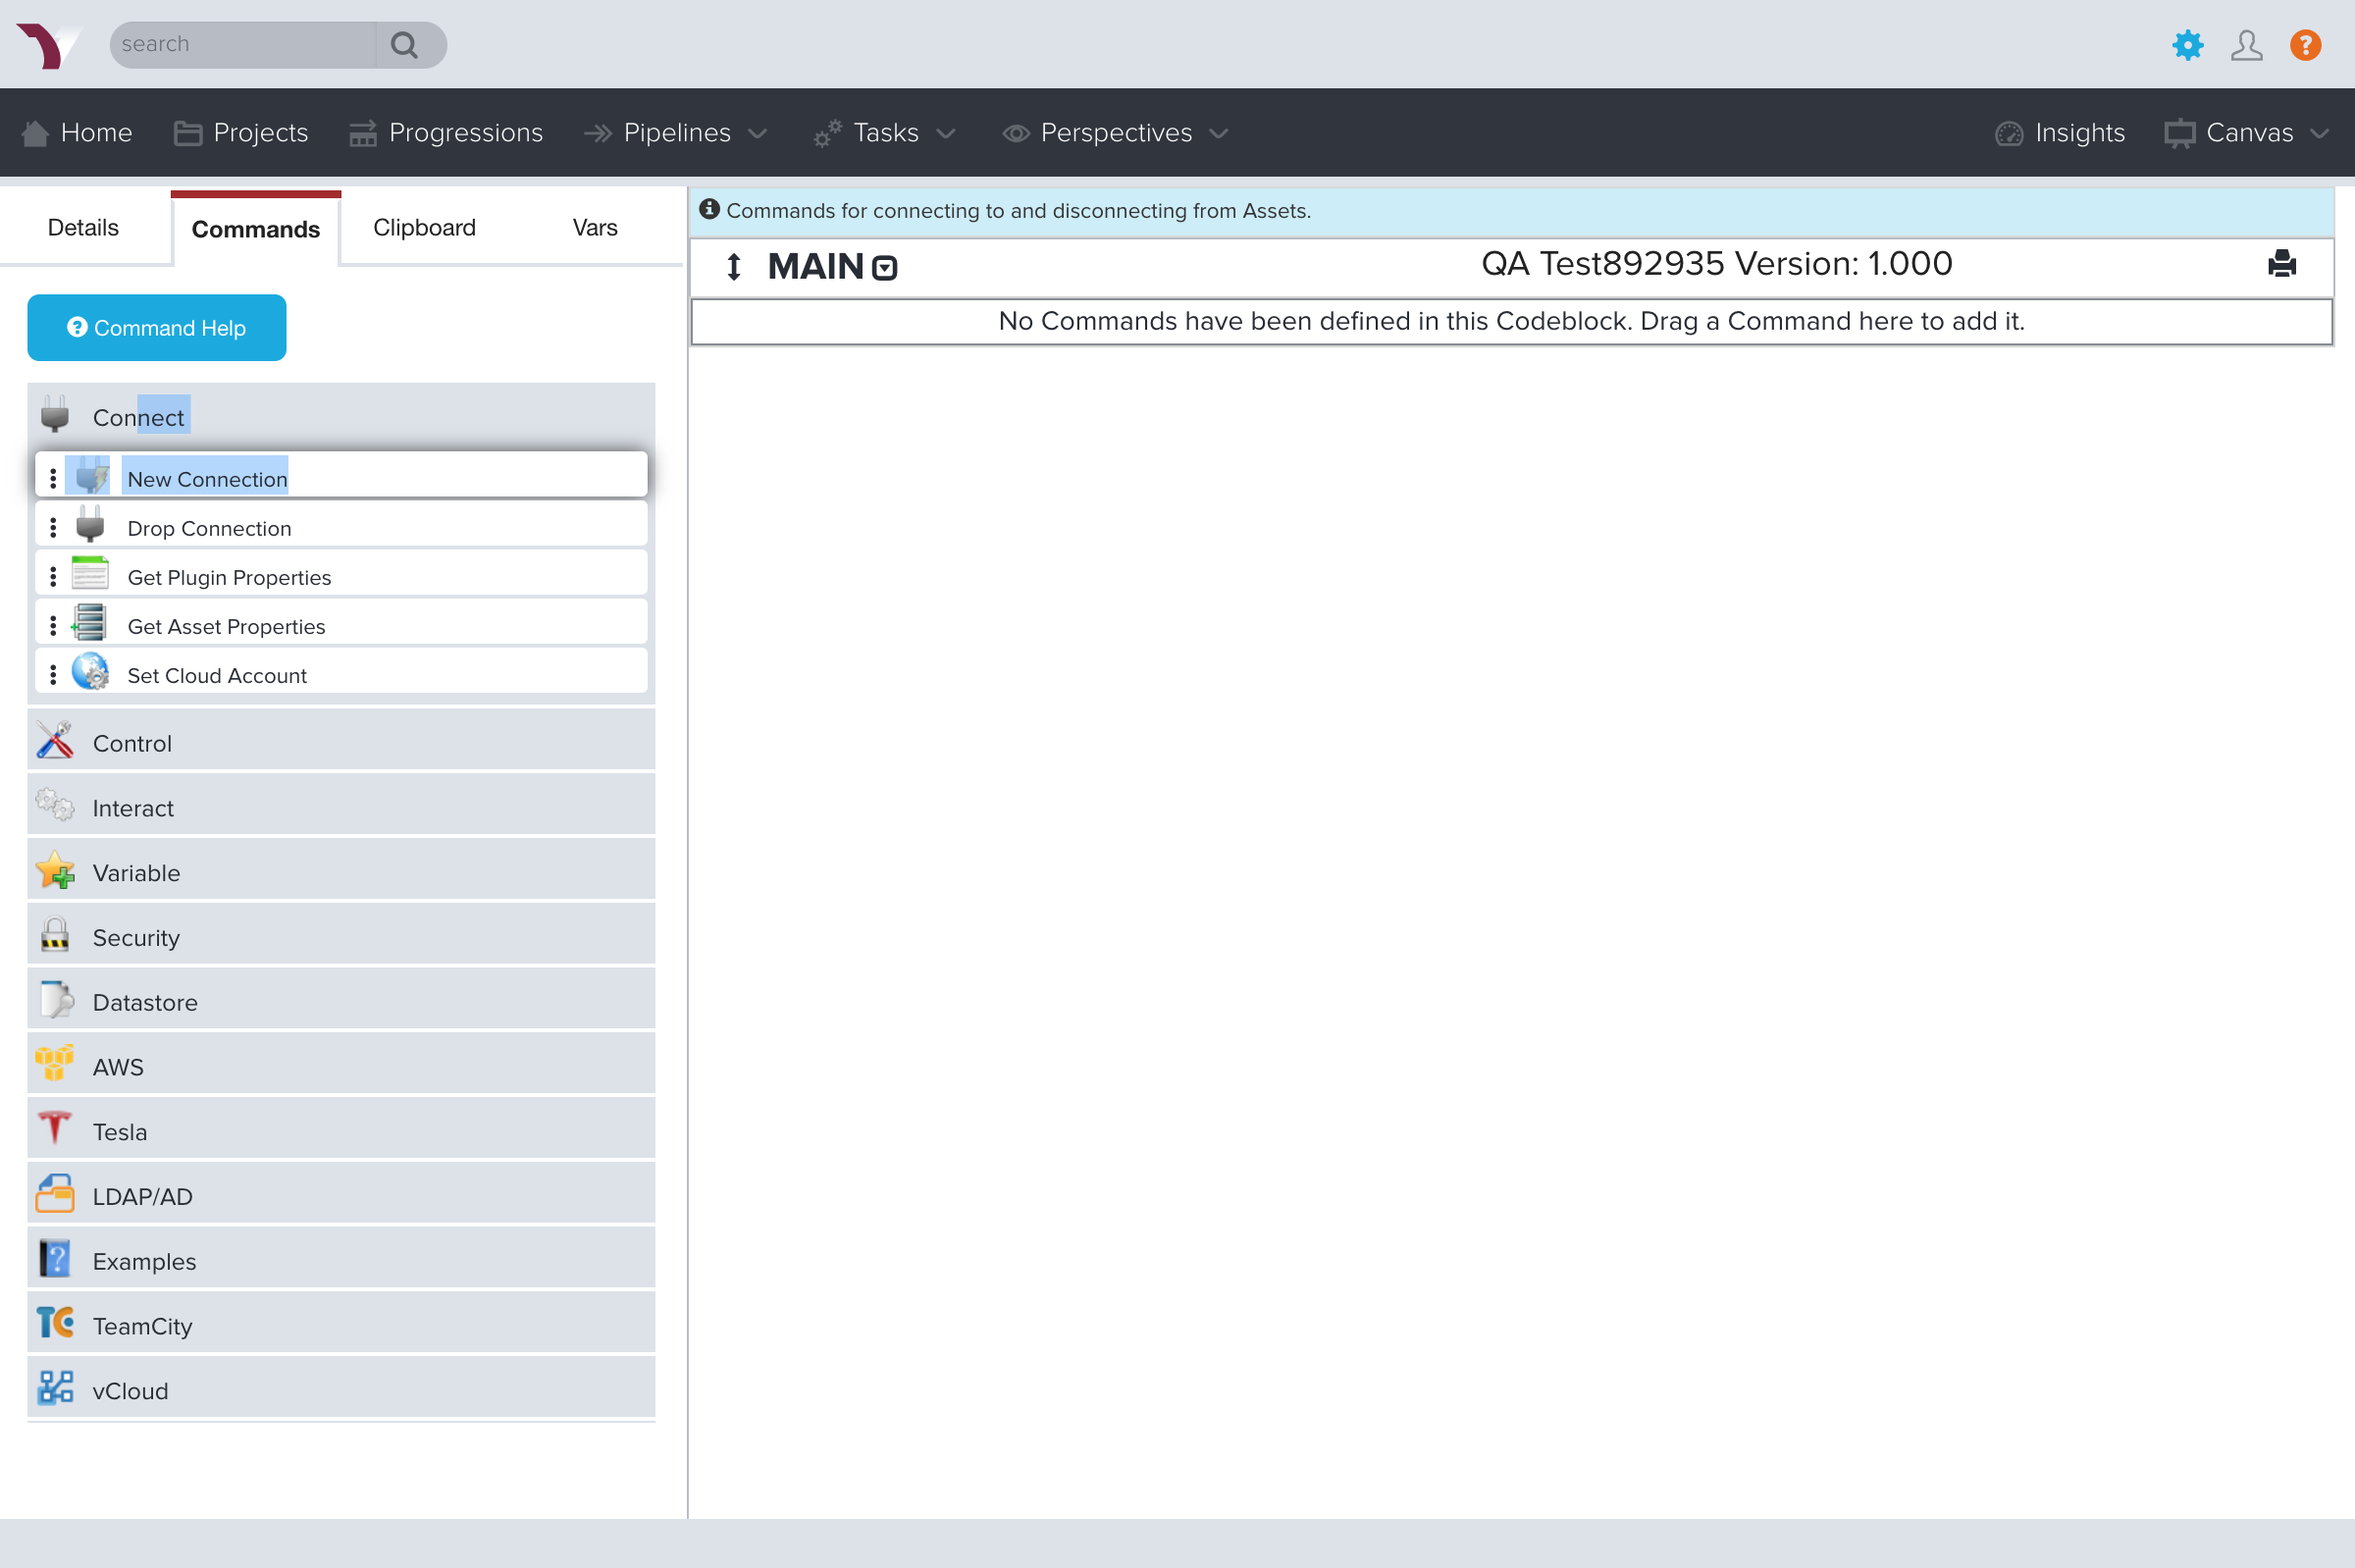 search
Home Projects Progressions Pipelines Tasks Perspectives Insights Canvas
Details Commands Clipboard Vars
Command Help
Connect
New Connection
Drop Connection
Get Plugin Properties
Get Asset Properties
Set Cloud Account
Control
Interact
Variable
Security
Datastore
AWS
Tesla
LDAP/AD
Examples
TeamCity
vCloud
Commands for connecting to and disconnecting from Assets.
MAIN QA Test892935 Version: 1.000
No Commands have been defined in this Codeblock. Drag a Command here to add it.